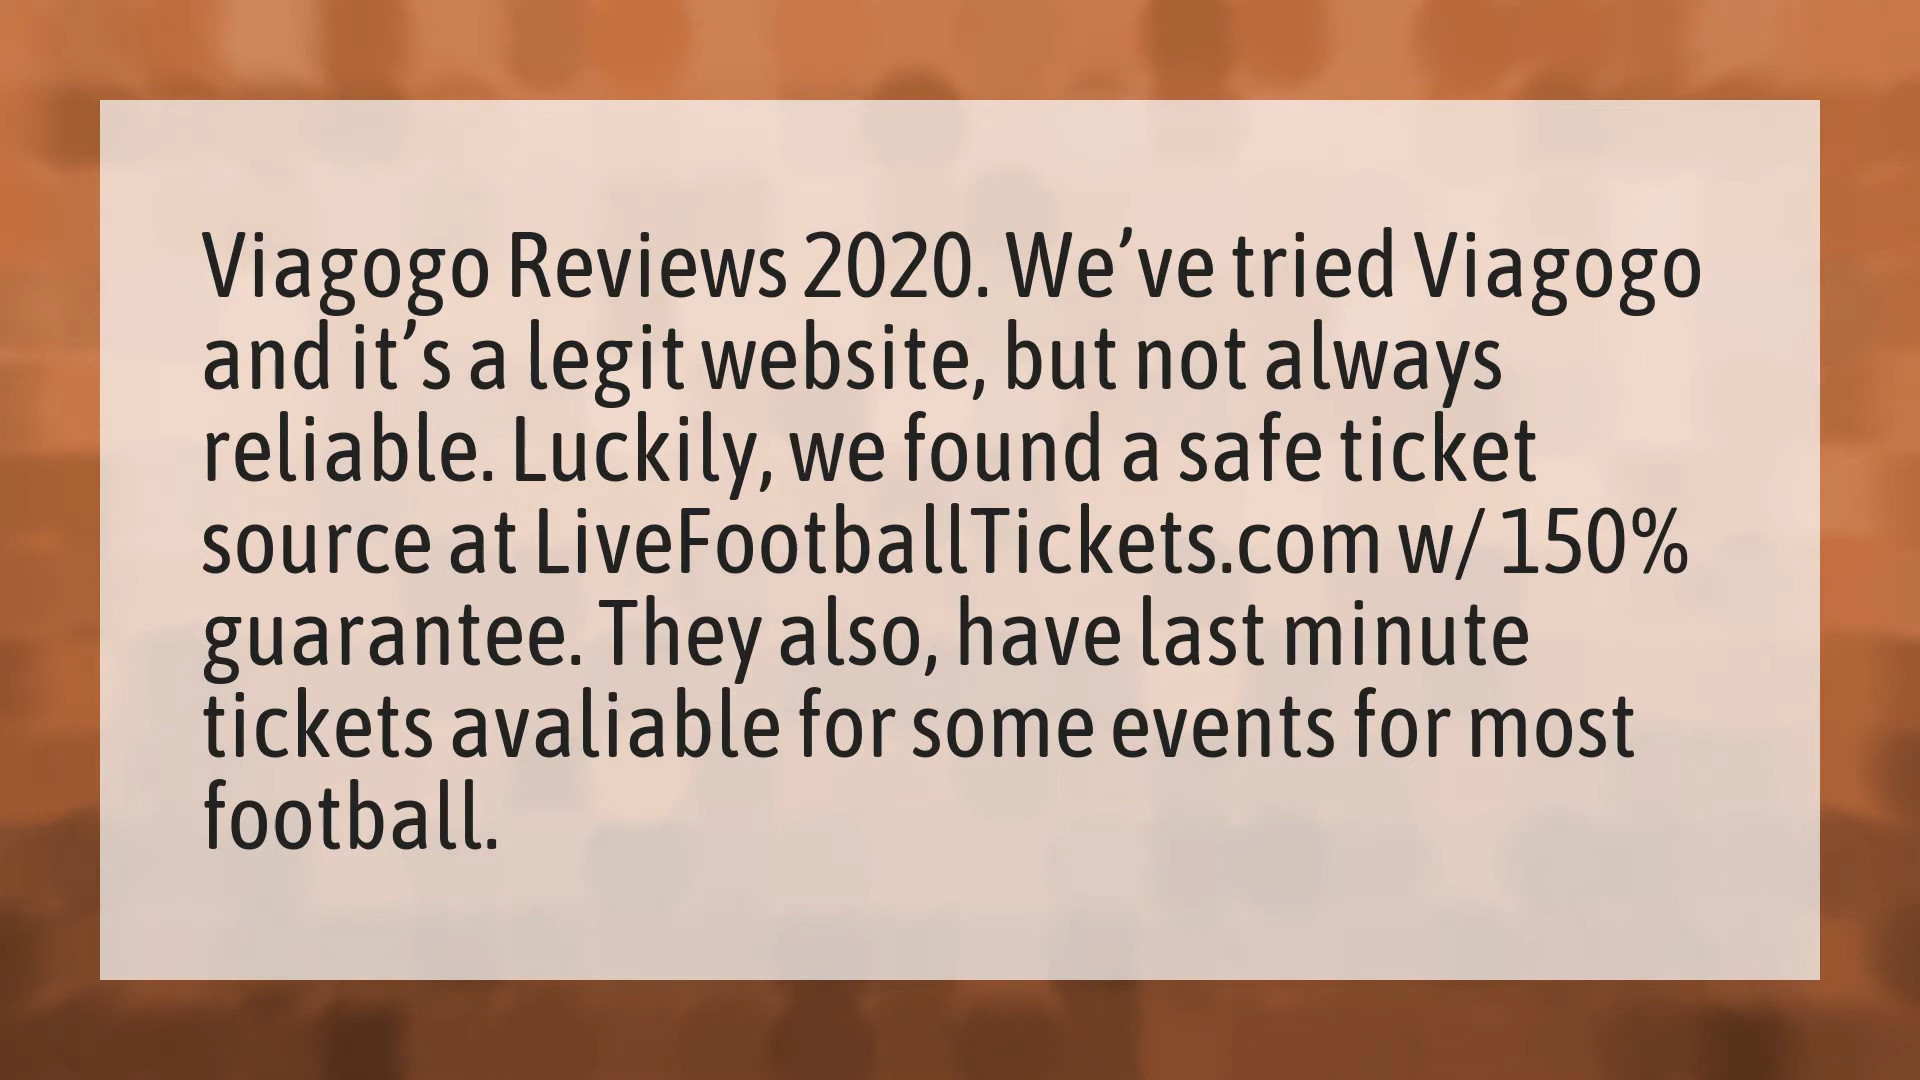 Viagogo Reviews 2020. We’ve tried Viagogo
and it’s a legit website, but not always
reliable. Luckily, we found a safe ticket
source at LiveFootballTickets.com w/ 150%
guarantee. They also, have last minute
tickets avaliable for some events for most
football.